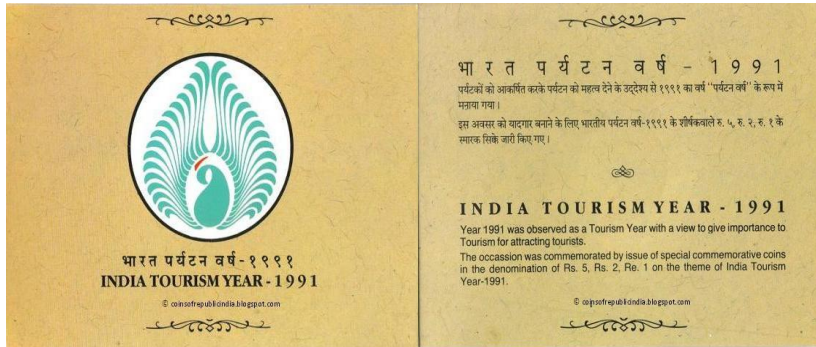 भारत पर्यटन वर्ष-१९९१
INDIA TOURISM YEAR - 1991
© coinsofrepublicindia.blogspot.com
भारत पर्यटन वर्ष - 1991
पर्यटकों को आकर्षित करके पर्यटन को महत्व देने के उद्देश्य से १९९१ का वर्ष "पर्यटन वर्ष" के रूप में
मनाया गया।
इस अवसर को यादगार बनाने के लिए भारतीय पर्यटन वर्ष-१९९१ के शीर्षकवाले रु. ५, रु. २, रु. १ के
स्मारक सिक्के जारी किए गए।
INDIA TOURISM YEAR - 1991
Year 1991 was observed as a Tourism Year with a view to give importance to
Tourism for attracting tourists.
The occassion was commemorated by issue of special commemorative coins
in the denomination of Rs. 5, Rs. 2, Re. 1 on the theme of India Tourism
Year-1991.
© coinsofrepublicindia.blogspot.com